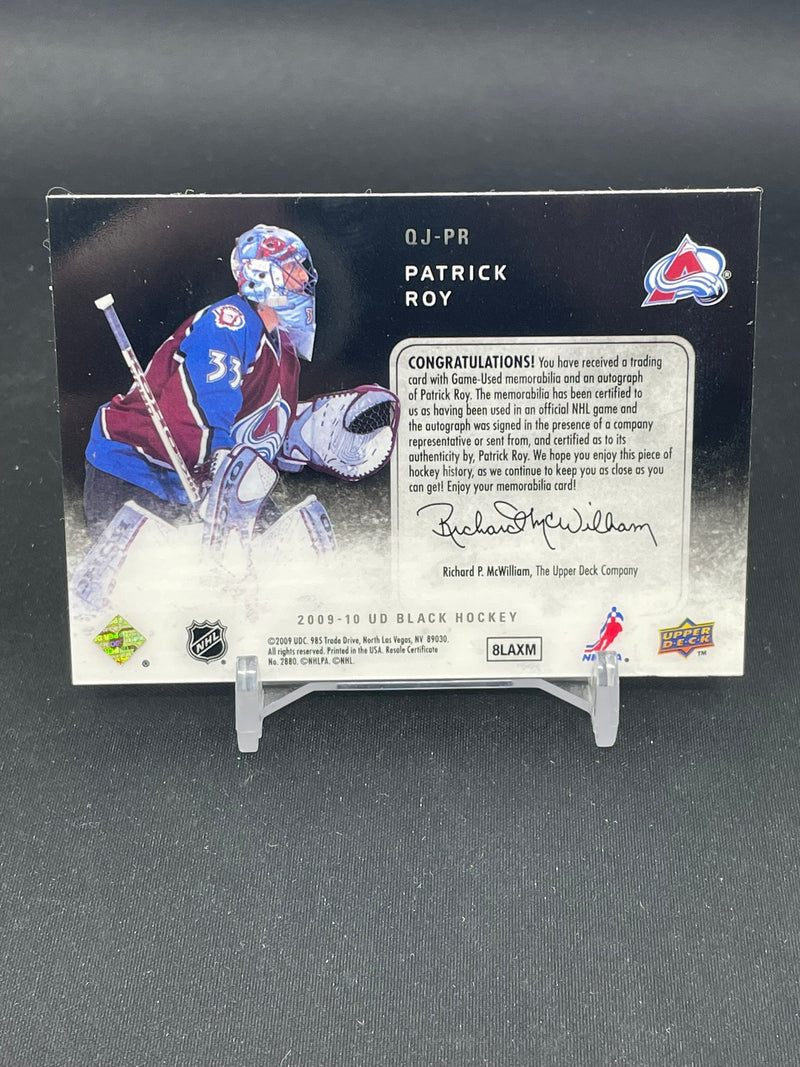 QJ-PR
PATRICK
ROY
33
CONGRATULATIONS! You have received a trading
card with Game-Used memorabilia and an autograph
of Patrick Roy. The memorabilia has been certified to
us as having been used in an official NHL game and
the autograph was signed in the presence of a company
representative or sent from, and certified as to its
authenticity by, Patrick Roy. We hope you enjoy this piece of
hockey history, as we continue to keep you as close as you
can get! Enjoy your memorabilia card!
Richard McWilliam
Richard P. McWilliam, The Upper Deck Company
2009-10 UD BLACK HOCKEY
©2009 UDC. 985 Trade Drive, North Las Vegas, NV 89030.
All rights reserved. Printed in the USA. Resale Certificate
No. 2880. ©NHLPA. ©NHL.
8LAXM
NHL
UPPER
DECK
TM